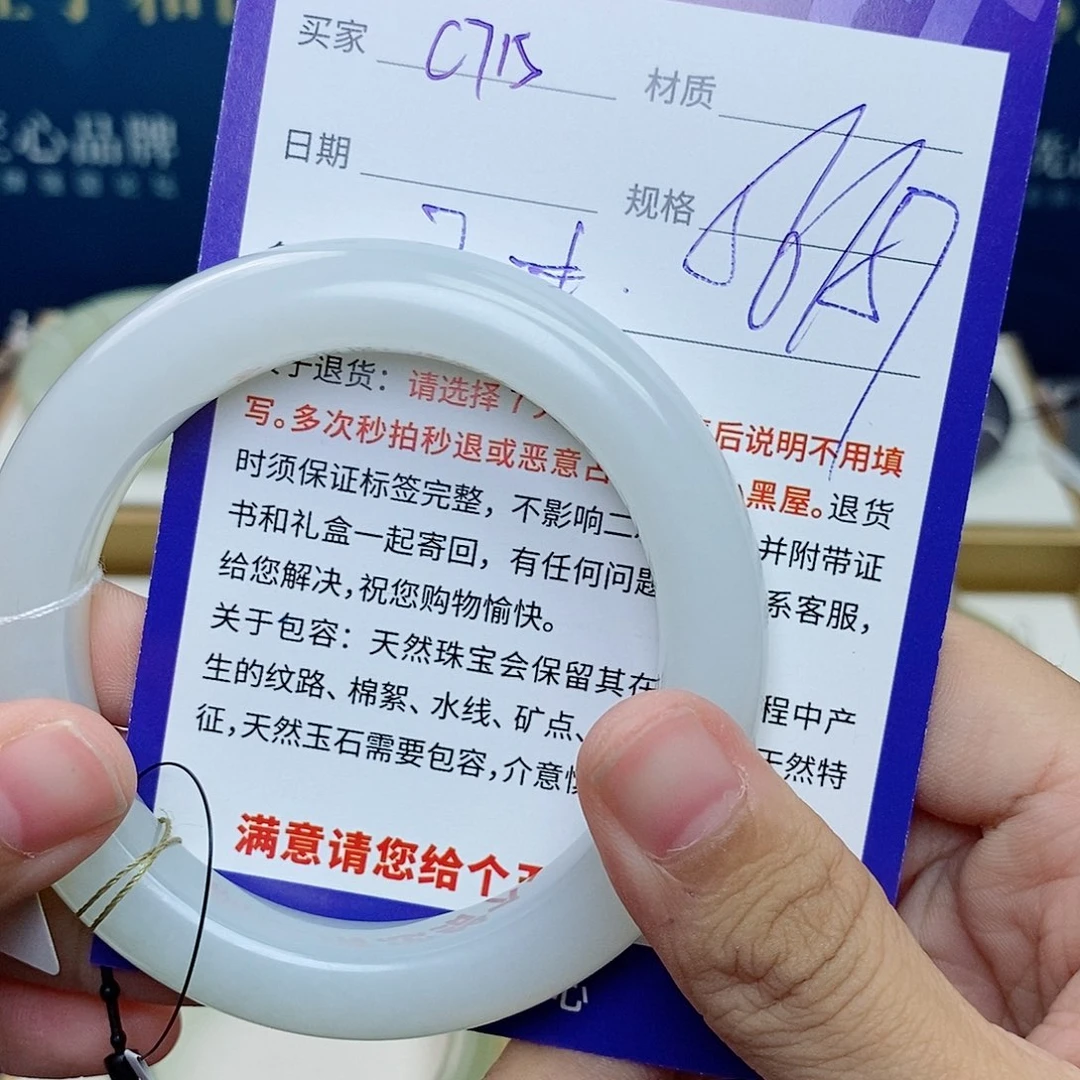 心品牌
买家 C715 材质
日期 规格
于退货：请选择 后说明不用填
写。多次秒拍秒退或恶意占 黑屋。退货
时须保证标签完整，不影响二 并附带证
书和礼盒一起寄回，有任何问题 系客服，
给您解决，祝您购物愉快。
关于包容：天然珠宝会保留其在 程中产
生的纹路、棉絮、水线、矿点、 天然特
征，天然玉石需要包容，介意慎
满意请您给个
心